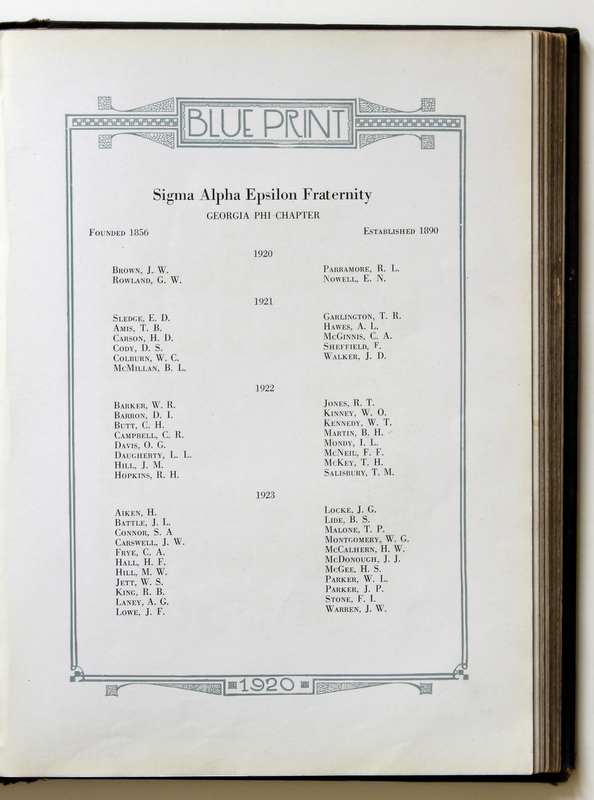 BLUE PRINT
Sigma Alpha Epsilon Fraternity
GEORGIA PHI CHAPTER
FOUNDED 1856
ESTABLISHED 1890
1920
BROWN, J. W.
ROWLAND, G. W.
PARRAMORE, R. L.
NOWELL, E. N.
1921
SLEDGE, E. D.
AMIS, T. B.
CARSON, H. D.
CODY, D. S.
COLBURN, W. C.
MCMILLAN, B. L.
GARLINGTON, T. R.
HAWES, A. L.
MCGINNIS, C. A.
SHEFFIELD, F.
WALKER, J. D.
1922
BARKER, W. R.
BARRON, D. I.
BUTT, C. H.
CAMPBELL, C. R.
DAVIS, O. G.
DAUGHERTY, L. L.
HILL, J. M.
HOPKINS, R. H.
JONES, R. T.
KINNEY, W. O.
KENNEDY, W. T.
MARTIN, B. H.
MONDY, I. L.
MCNEIL, F. F.
MCKEY, T. H.
SALISBURY, T. M.
1923
AIKEN, H.
BATTLE, J. L.
CONNOR, S. A
CARSWELL, J. W.
FRYE, C. A.
HALL, H. F.
HILL, M. W.
JETT, W. S.
KING, R. B.
LANEY, A. G.
LOWE, J. F.
LOCKE, J. G.
LIDE, B. S.
MALONE, T. P.
MONTGOMERY, W. G.
MCCALHERN, H. W.
MCDONOUGH, J. J.
MCGEE, H. S.
PARKER, W. L.
PARKER, J. P.
STONE, F. I.
WARREN, J. W.
1920